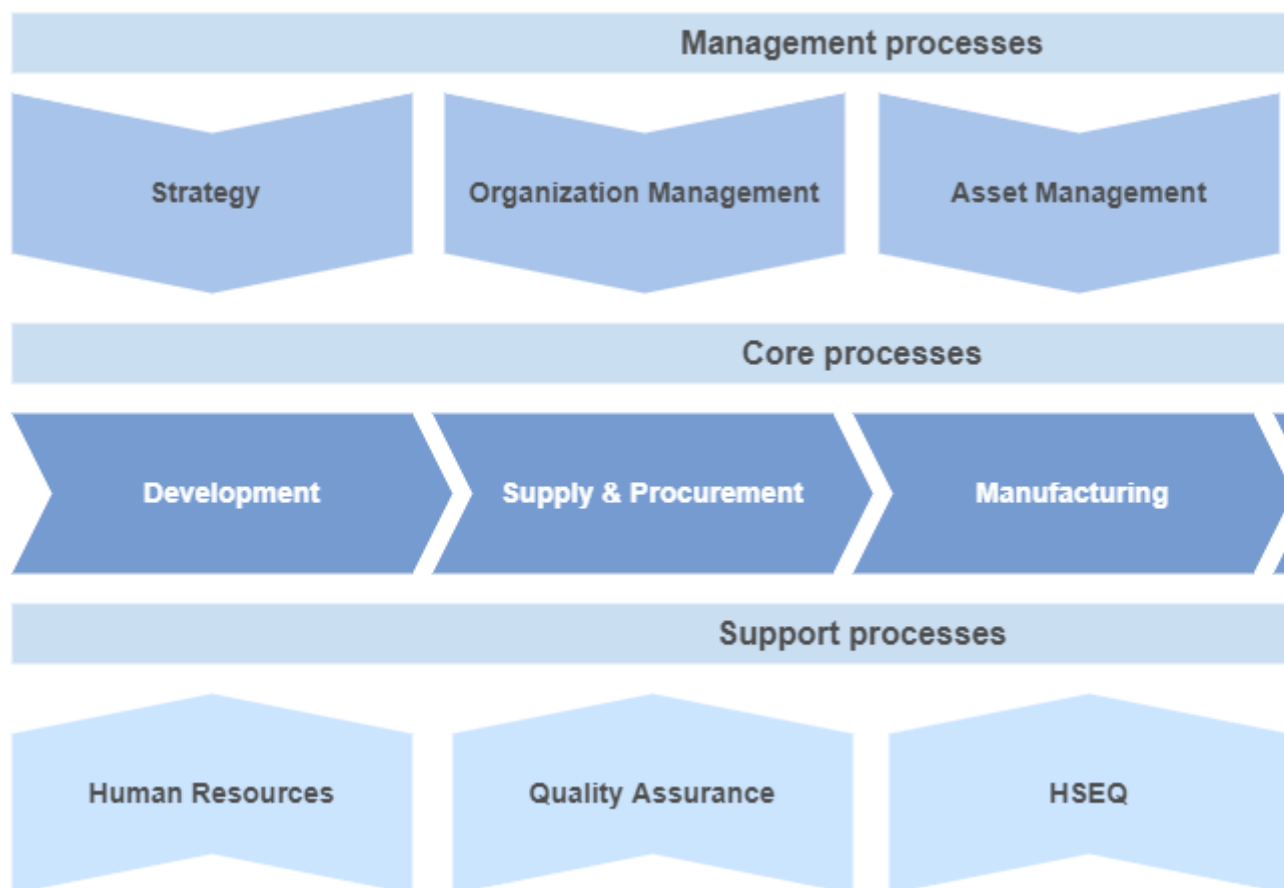 Management processes
Strategy
Organization Management
Asset Management
Core processes
Development
Supply & Procurement
Manufacturing
Support processes
Human Resources
Quality Assurance
HSEQ